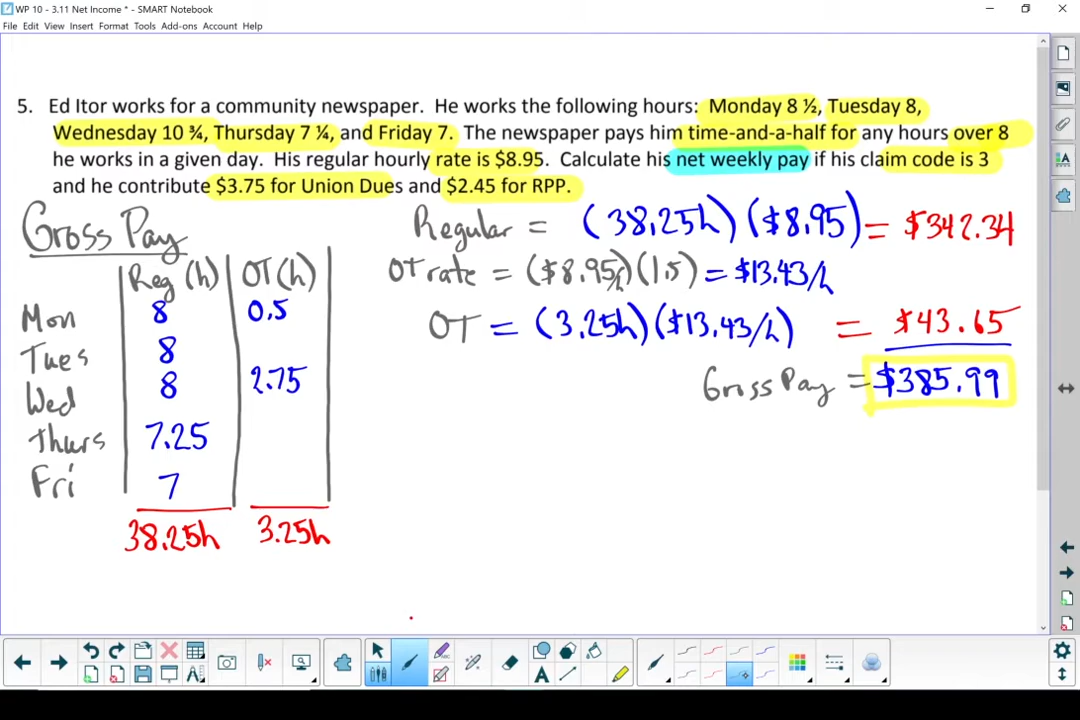 WP 10 - 3.11 Net Income * - SMART Notebook
File Edit View Insert Format Tools Add-ons Account Help
5. Ed Itor works for a community newspaper. He works the following hours: Monday 8 ½, Tuesday 8,
Wednesday 10 ¾, Thursday 7 ¼, and Friday 7. The newspaper pays him time-and-a-half for any hours over 8
he works in a given day. His regular hourly rate is $8.95. Calculate his net weekly pay if his claim code is 3
and he contribute $3.75 for Union Dues and $2.45 for RPP.
Gross Pay
Reg (h) OT (h)
Mon 8 0.5
Tues 8
Wed 8 2.75
Thurs 7.25
Fri 7
38.25h 3.25h
Regular = (38.25h) ($8.95) = $342.34
OT rate = ($8.95/h) (1.5) = $13.43/h
OT = (3.25h) ($13.43/h) = $43.65
Gross Pay = $385.99